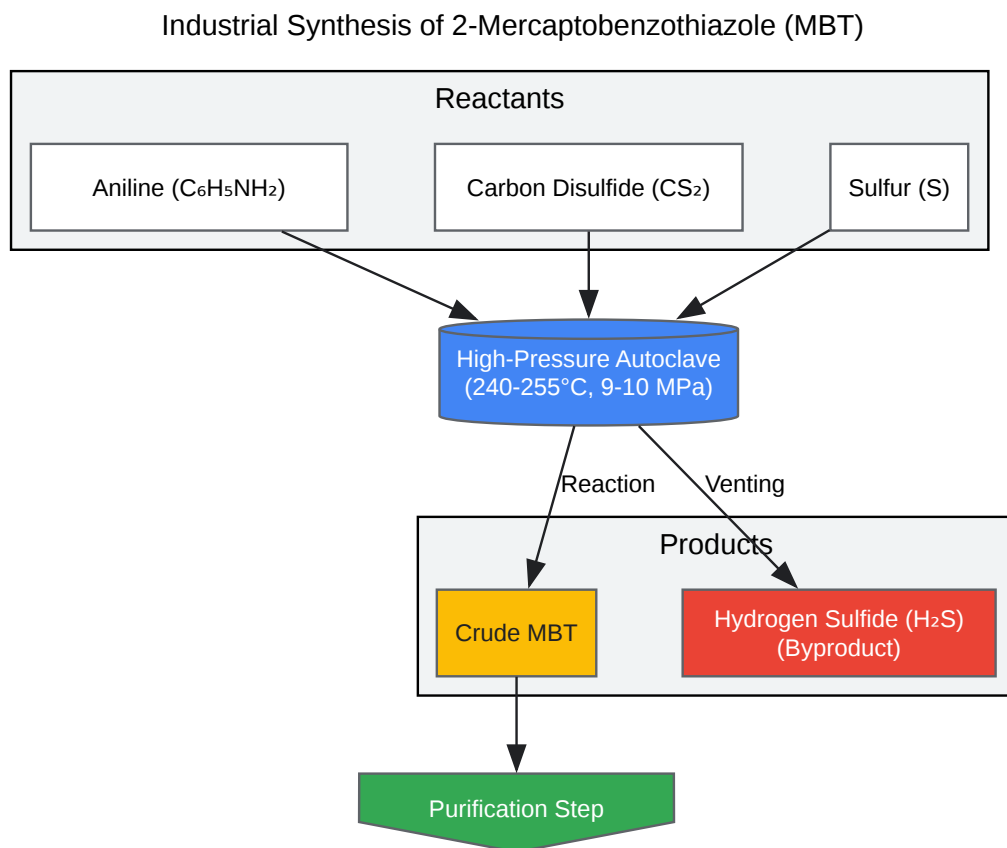 Industrial Synthesis of 2-Mercaptobenzothiazole (MBT)
Reactants
Aniline (C₆H₅NH₂)
Carbon Disulfide (CS₂)
Sulfur (S)
High-Pressure Autoclave
(240-255°C, 9-10 MPa)
Reaction
Venting
Products
Crude MBT
Hydrogen Sulfide (H₂S)
(Byproduct)
Purification Step